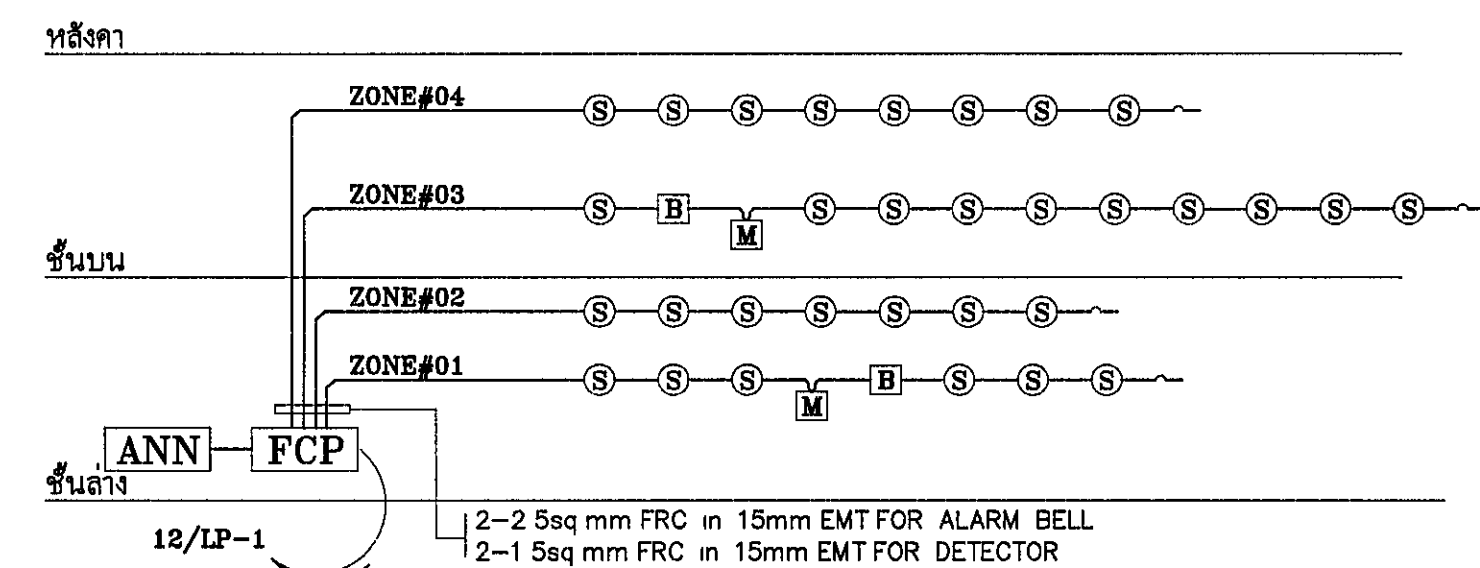 หลังคา
ZONE#04 S S S S S S S S
ZONE#03 S B M S S S S S S S S S
ชั้นบน
ZONE#02 S S S S S S S
ZONE#01 S S S M B S S S
ANN FCP
ชั้นล่าง
12/LP-1
2-2 5sq mm FRC in 15mm EMT FOR ALARM BELL
2-1 5sq mm FRC in 15mm EMT FOR DETECTOR